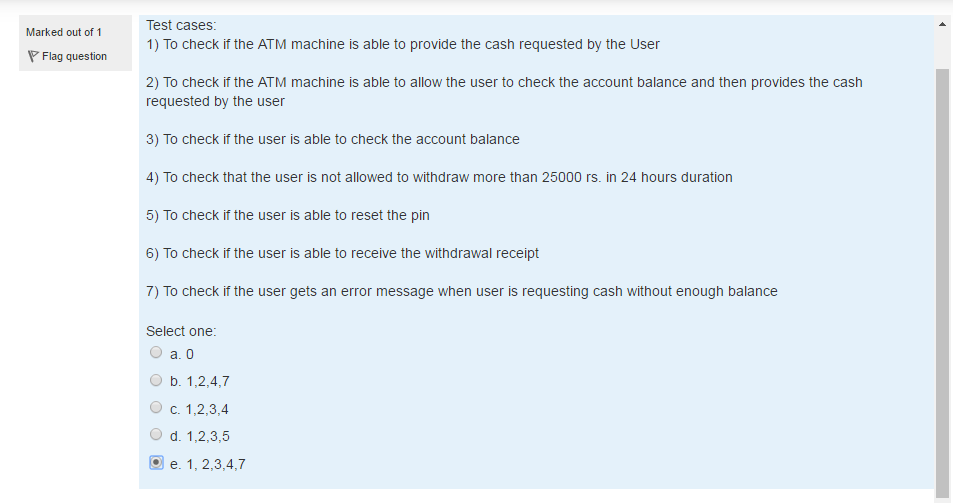 Marked out of 1
Flag question
Test cases:
1) To check if the ATM machine is able to provide the cash requested by the User
2) To check if the ATM machine is able to allow the user to check the account balance and then provides the cash
requested by the user
3) To check if the user is able to check the account balance
4) To check that the user is not allowed to withdraw more than 25000 rs. in 24 hours duration
5) To check if the user is able to reset the pin
6) To check if the user is able to receive the withdrawal receipt
7) To check if the user gets an error message when user is requesting cash without enough balance
Select one:
a. 0
b. 1,2,4,7
c. 1,2,3,4
d. 1,2,3,5
e. 1, 2,3,4,7